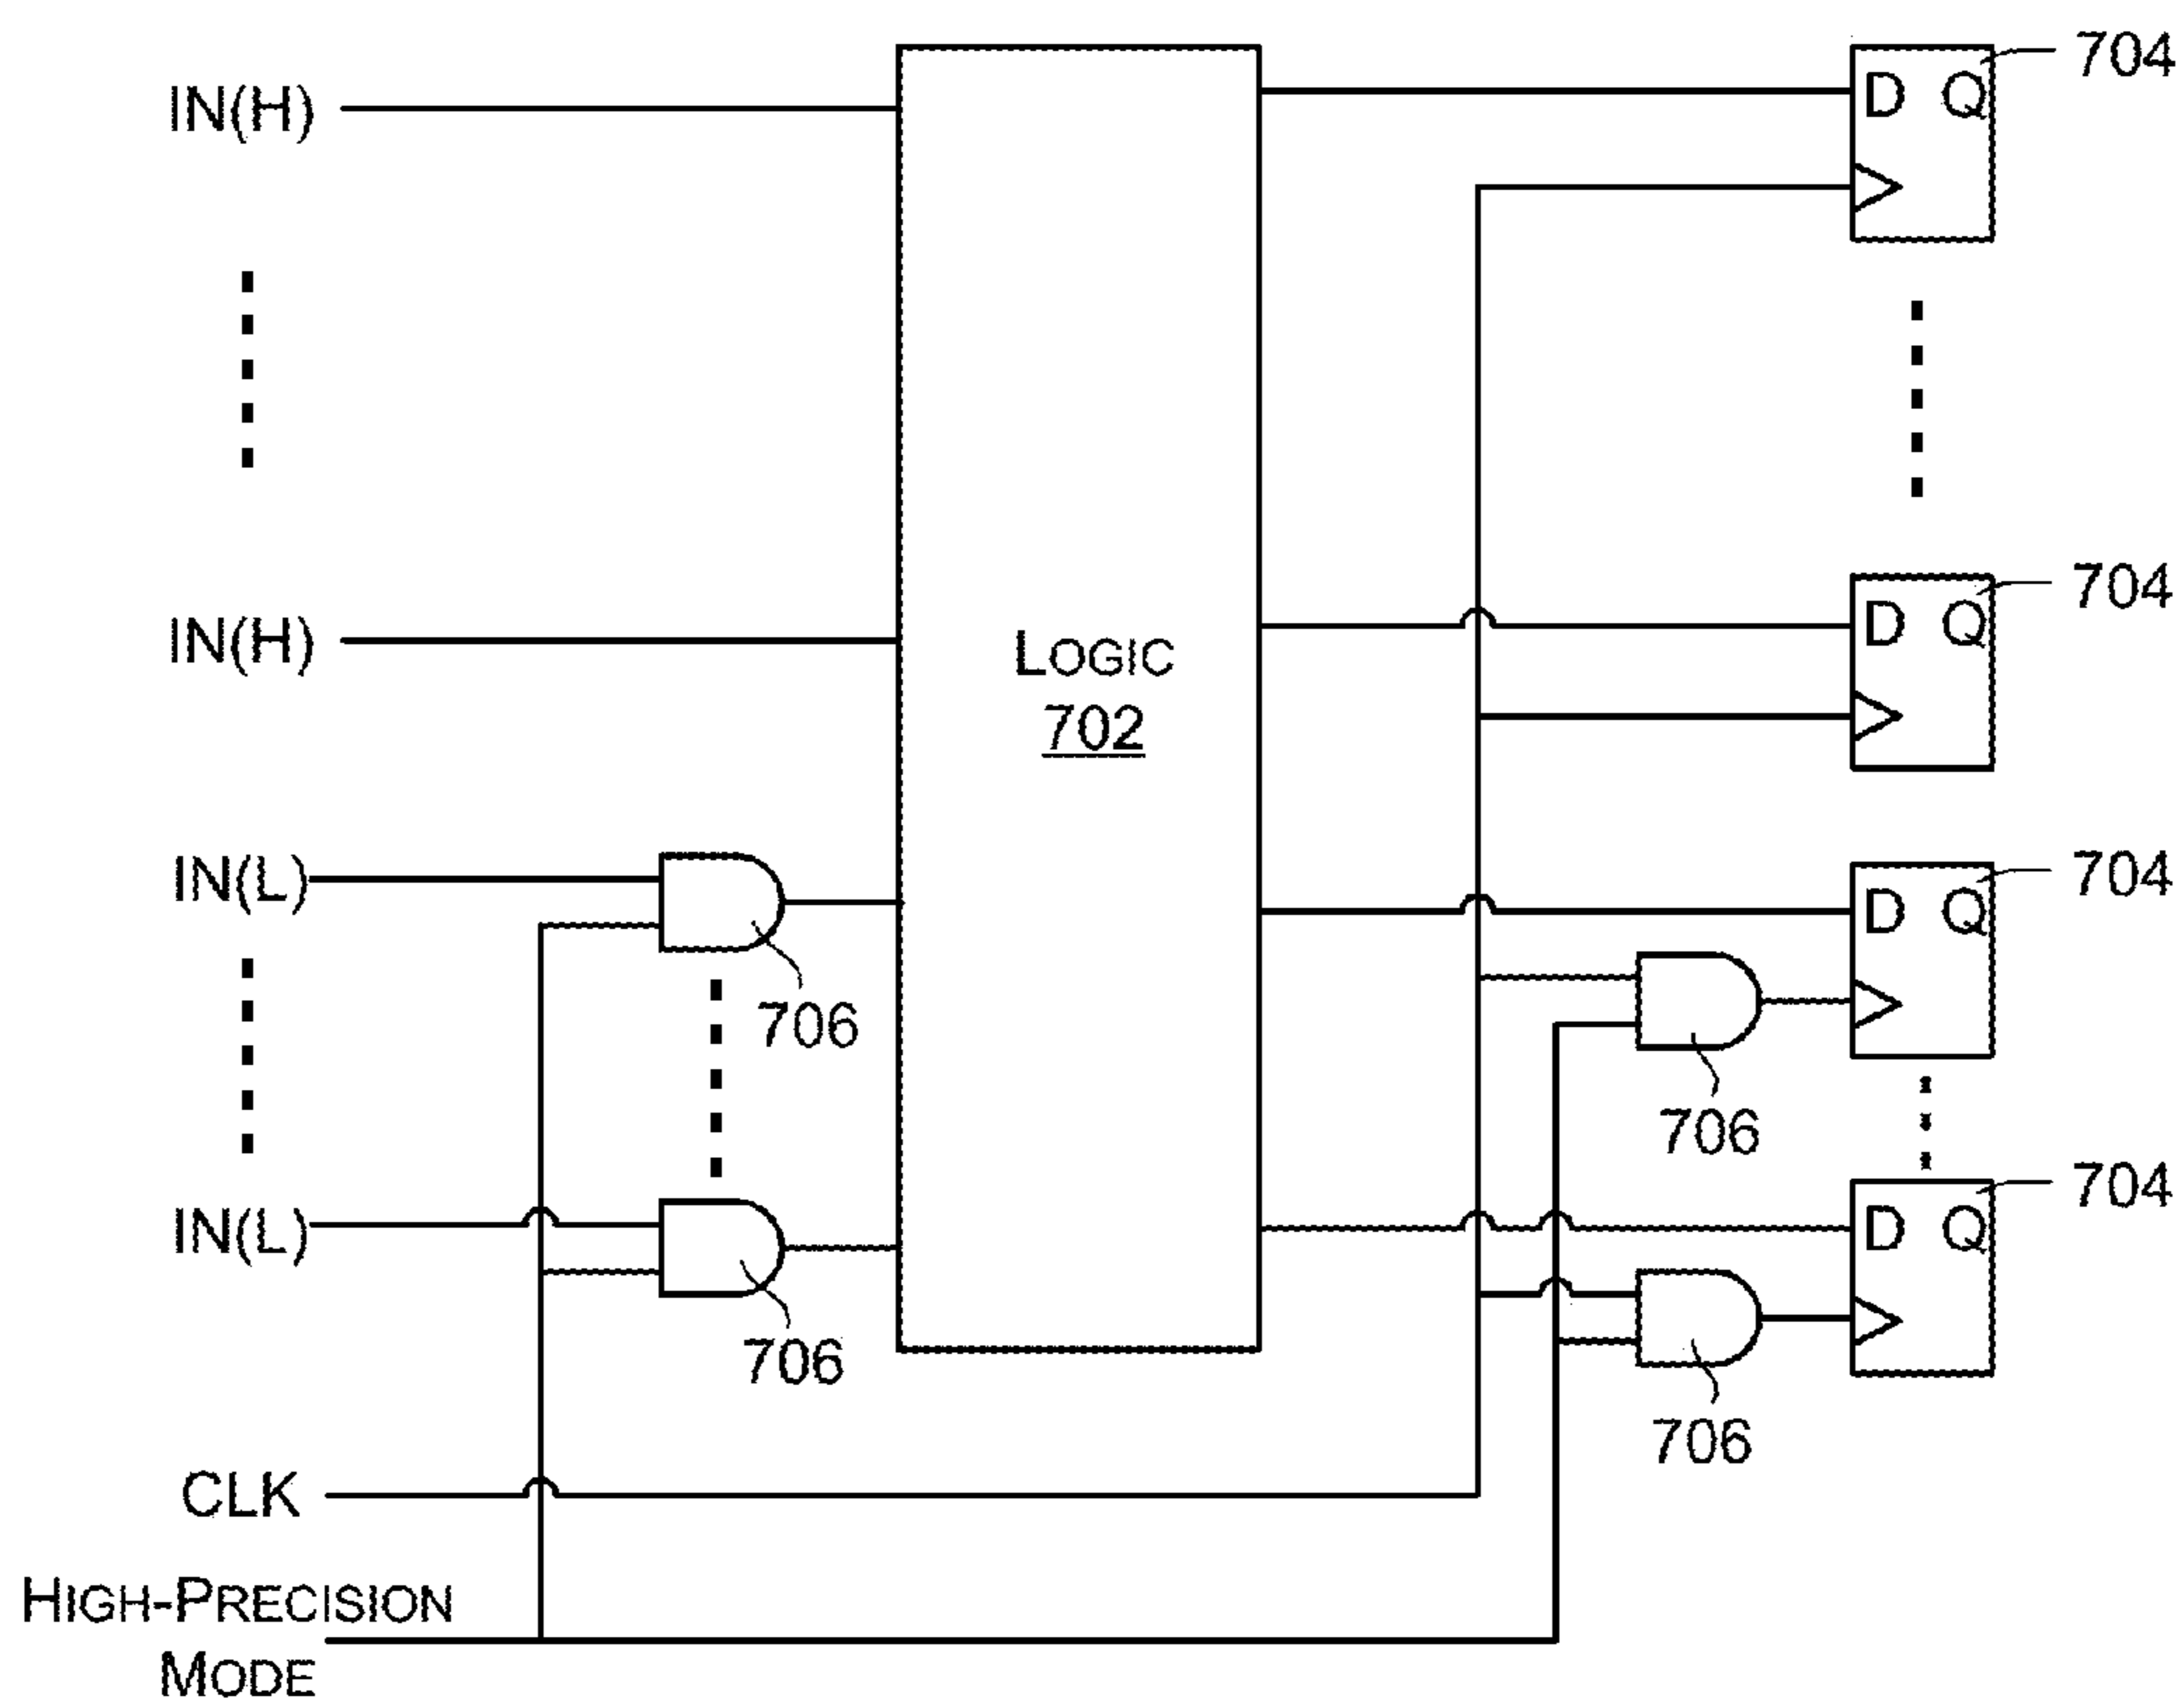 IN(H)
D Q
704
IN(H)
LOGIC
702
D Q
704
IN(L)
706
D Q
704
706
IN(L)
706
D Q
704
706
CLK
HIGH-PRECISION
MODE